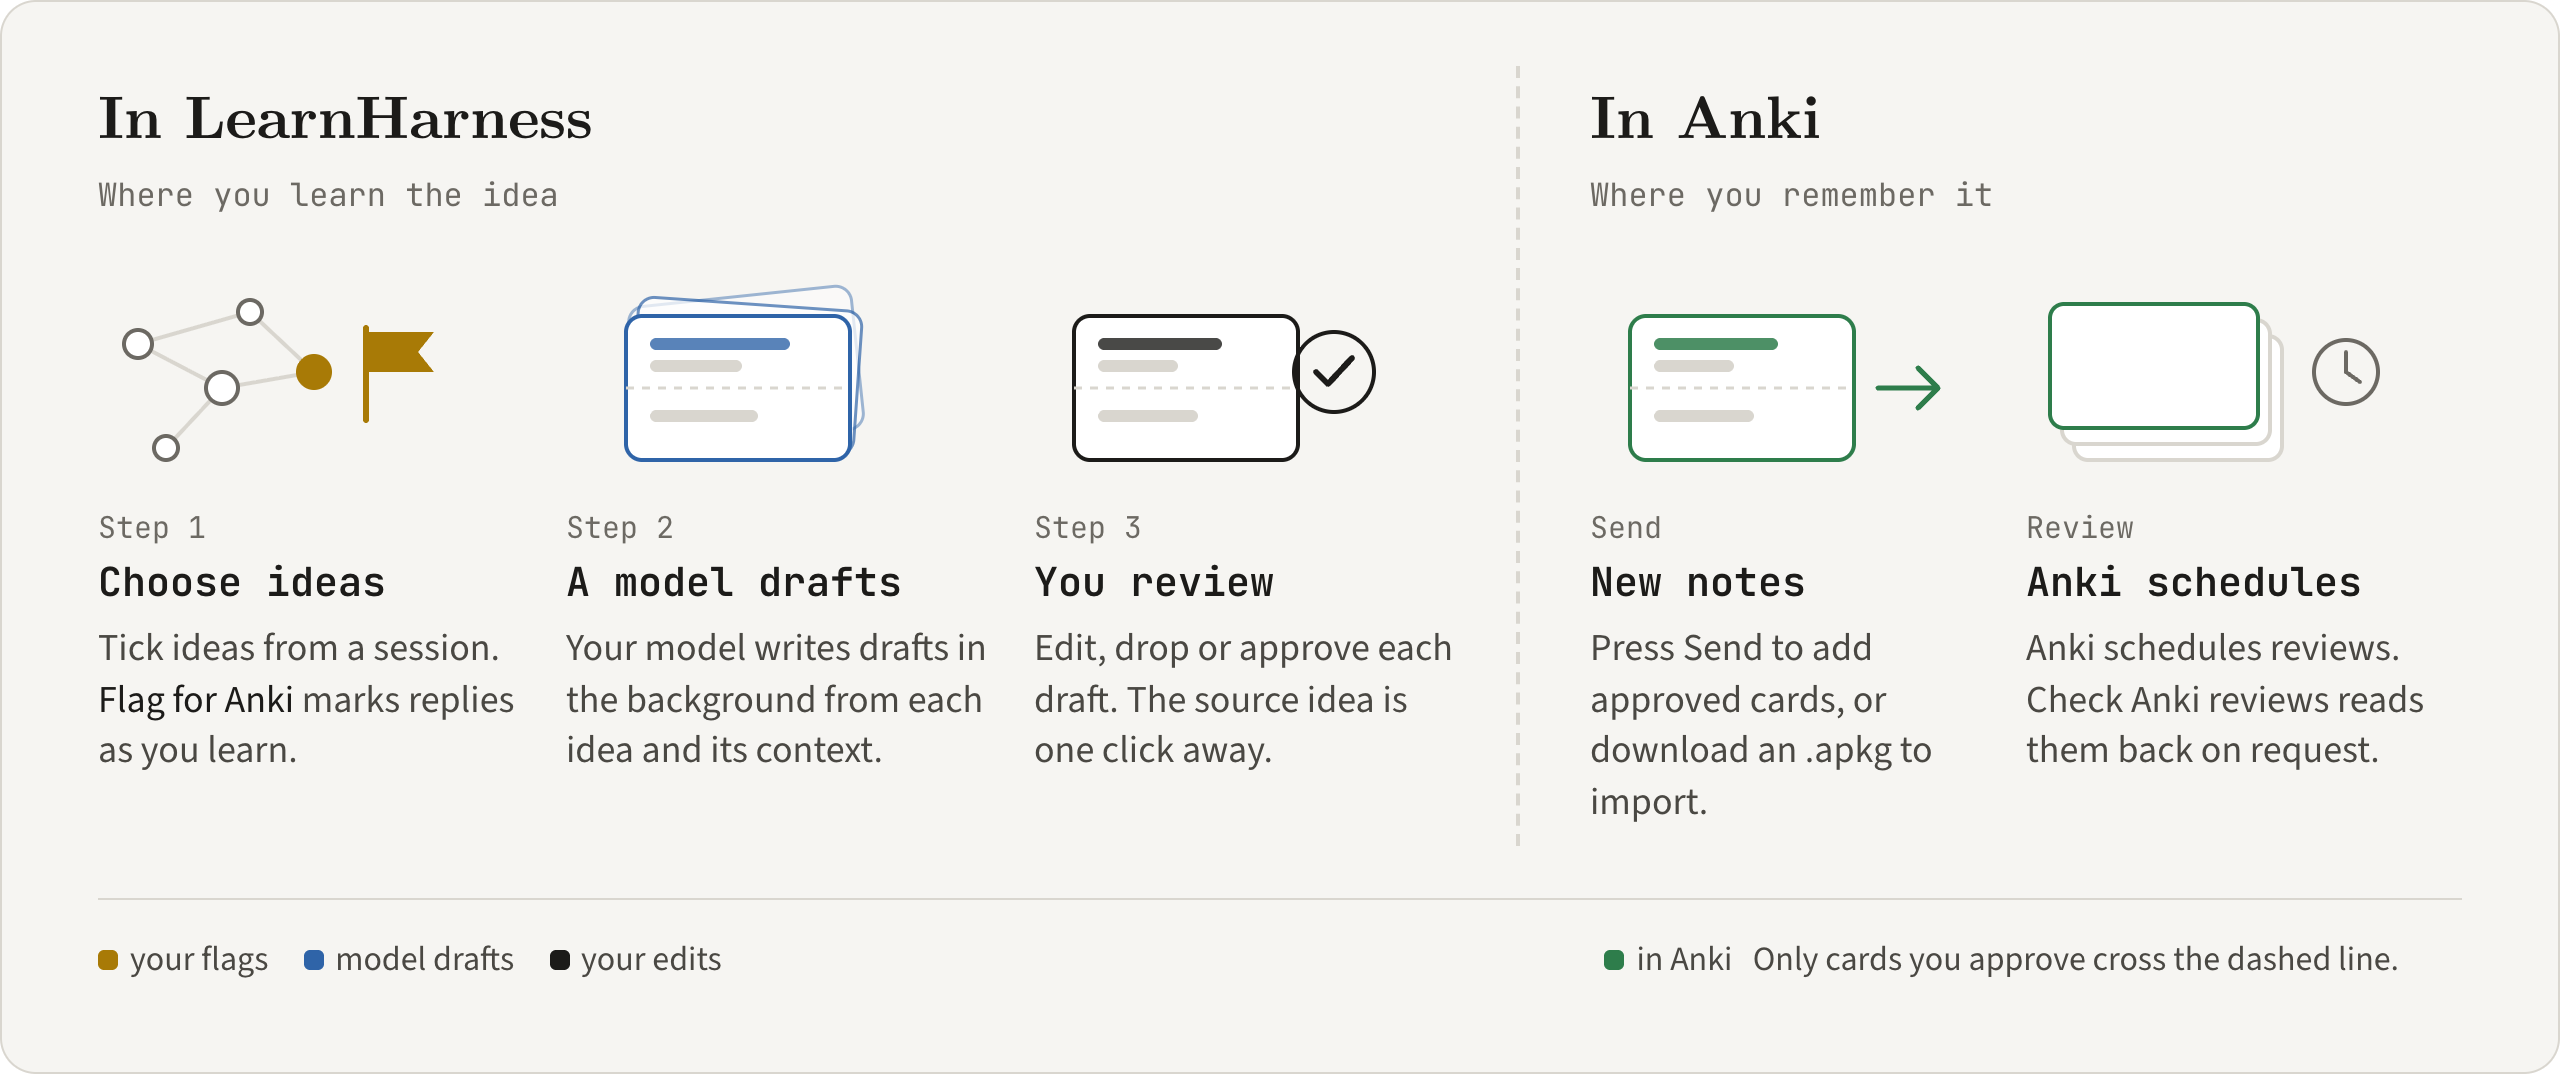 In LearnHarness
Where you learn the idea
Step 1
Choose ideas
Tick ideas from a session.
Flag for Anki marks replies
as you learn.
Step 2
A model drafts
Your model writes drafts in
the background from each
idea and its context.
Step 3
You review
Edit, drop or approve each
draft. The source idea is
one click away.
In Anki
Where you remember it
Send
New notes
Press Send to add
approved cards, or
download an .apkg to
import.
Review
Anki schedules
Anki schedules reviews.
Check Anki reviews reads
them back on request.
your flags
model drafts
your edits
in Anki
Only cards you approve cross the dashed line.